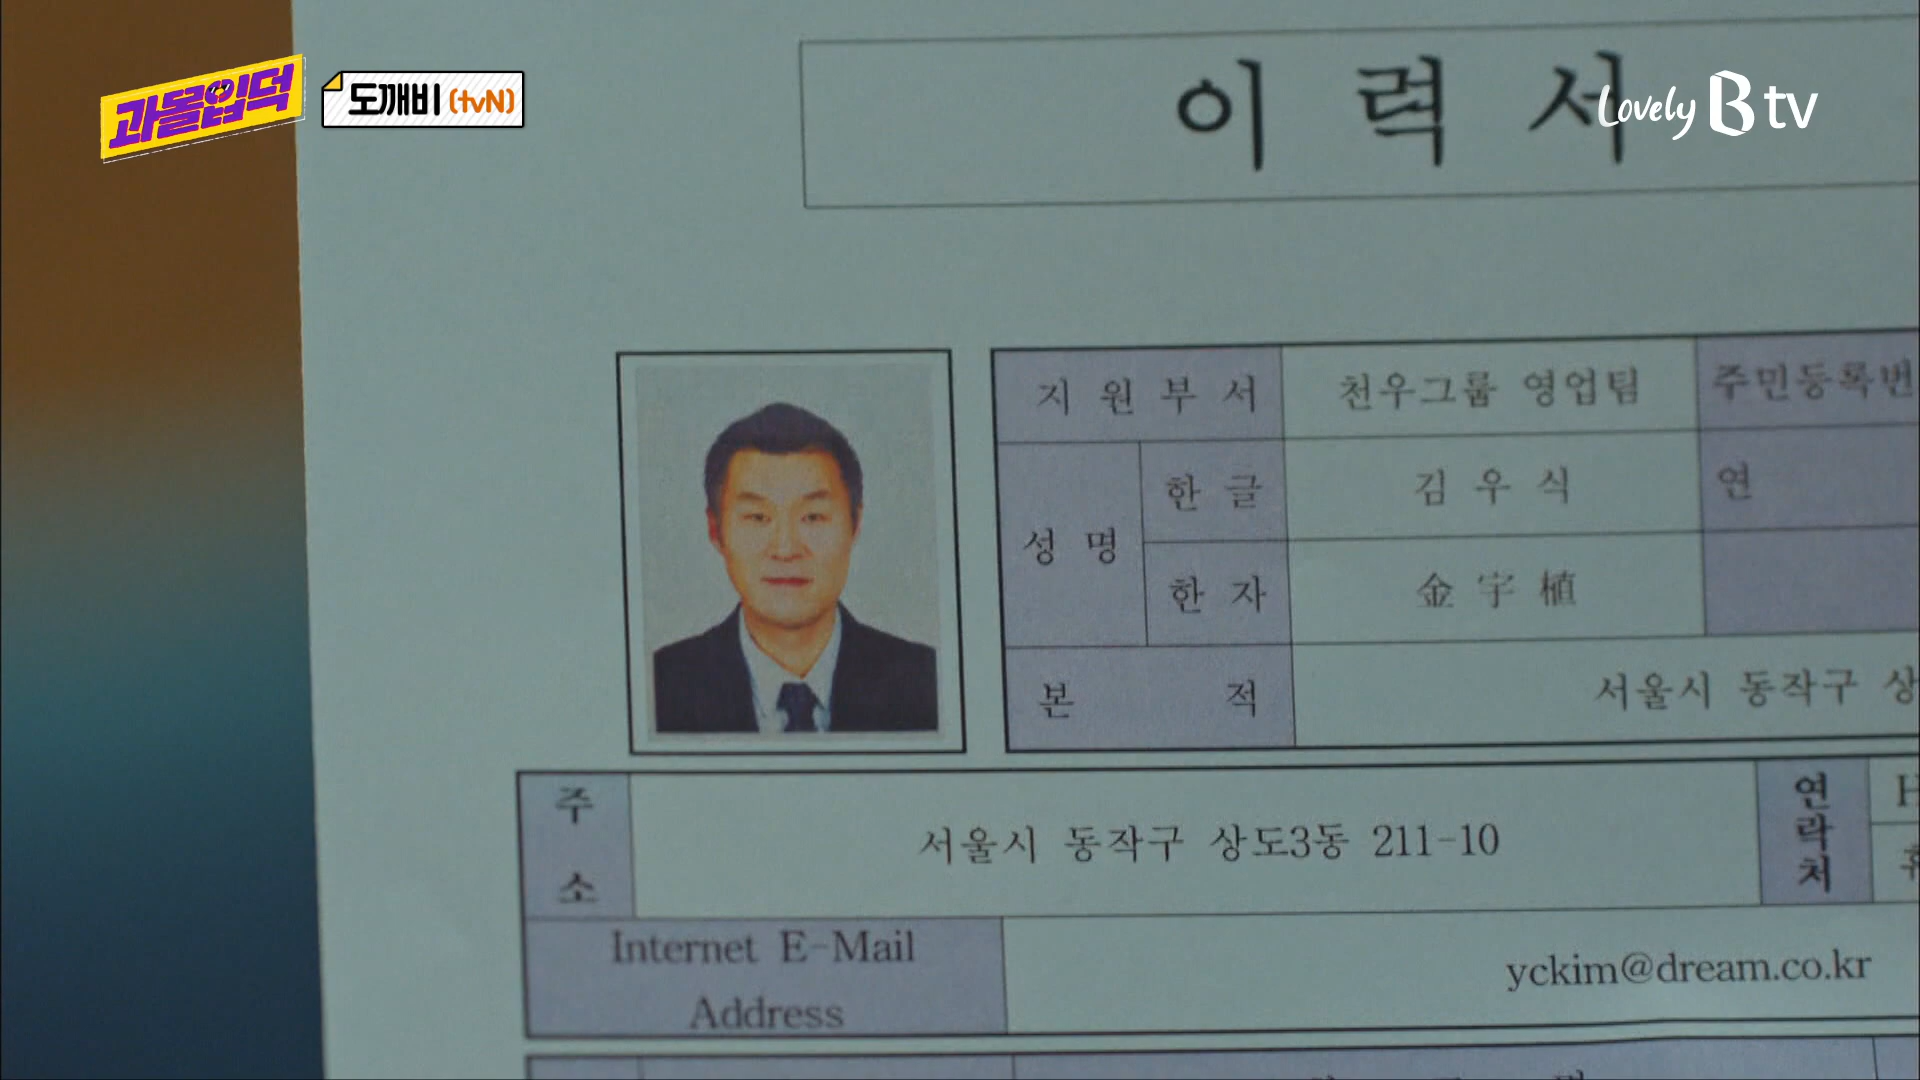 과몰입덕
도깨비 (tvN)
Lovely B tv
이 력 서
지 원 부 서
천우그룹 영업팀
주민등록번
성 명
한 글
김 우 식
연
한 자
金 宇 植
본 적
서울시 동작구 상
주 소
서울시 동작구 상도3동 211-10
연락처
H
Internet E-Mail
Address
yckim@dream.co.kr